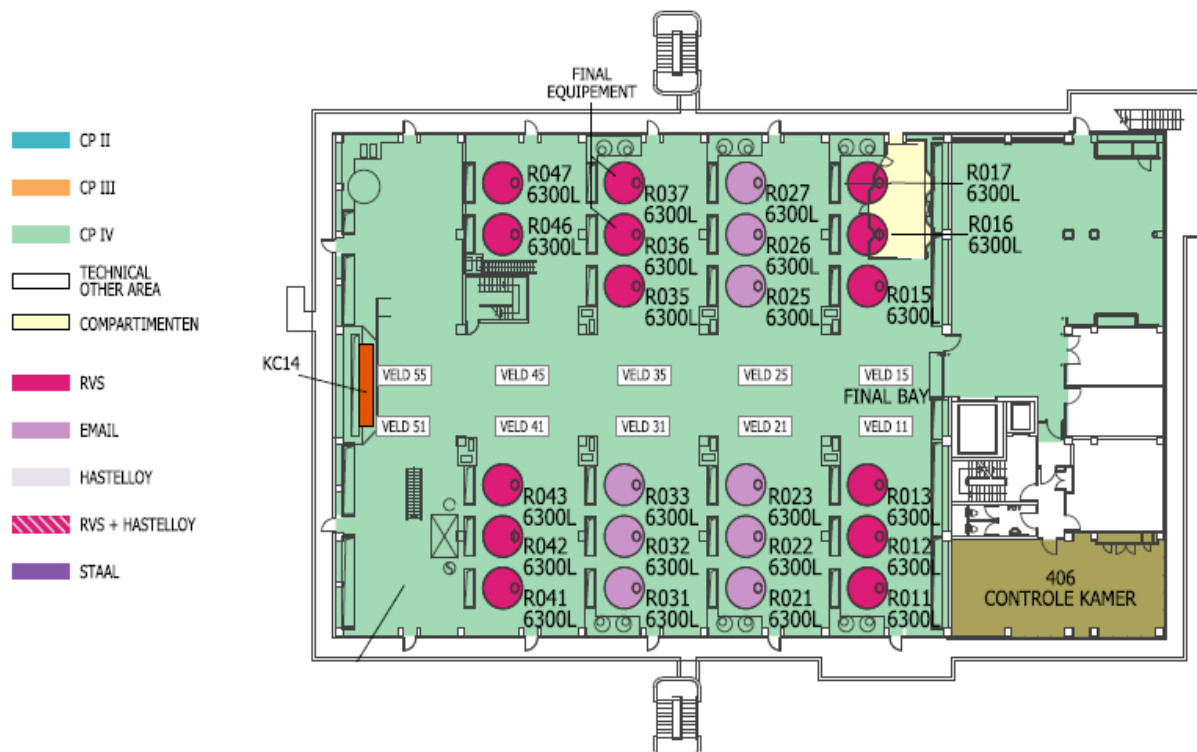 CP II
CP III
CP IV
TECHNICAL
OTHER AREA
COMPARTIMENTEN
RVS
EMAIL
HASTELLOY
RVS + HASTELLOY
STAAL
FINAL
EQUIPEMENT
R047
6300L
R037
6300L
R027
6300L
R017
6300L
R046
6300L
R036
6300L
R026
6300L
R016
6300L
R035
6300L
R025
6300L
R015
6300L
KC14
VELD 55
VELD 45
VELD 35
VELD 25
VELD 15
FINAL BAY
VELD 51
VELD 41
VELD 31
VELD 21
VELD 11
R043
6300L
R033
6300L
R023
6300L
R013
6300L
R042
6300L
R032
6300L
R022
6300L
R012
6300L
R041
6300L
R031
6300L
R021
6300L
R011
6300L
406
CONTROLE KAMER